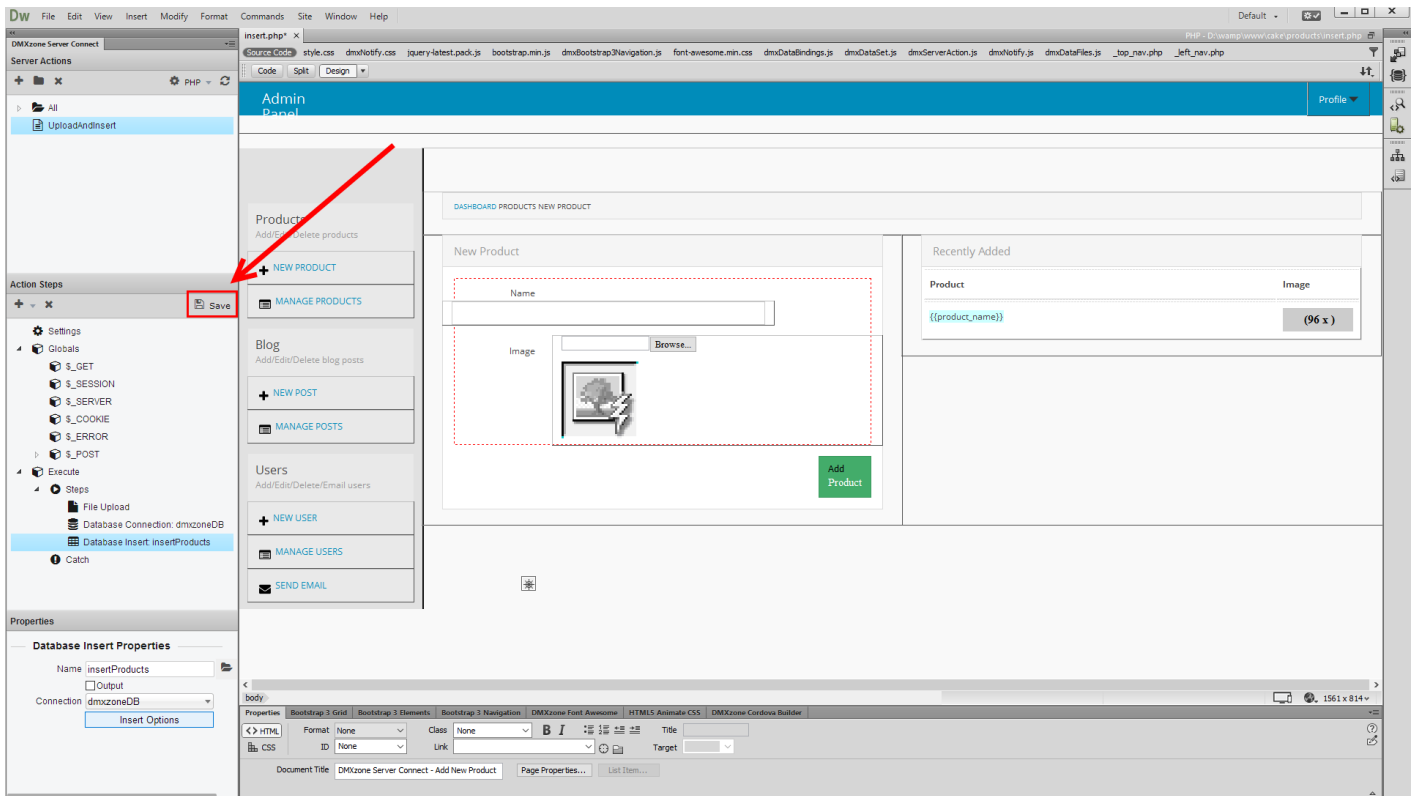 Dw File Edit View Insert Modify Format Commands Site Window Help Default
DMXzone Server Connect
Server Actions
PHP
All
UploadAndInsert
Action Steps
Save
Settings
Globals
$_GET
$_SESSION
$_SERVER
$_COOKIE
$_ERROR
$_POST
Execute
Steps
File Upload
Database Connection: dmxzoneDB
Database Insert: insertProducts
Catch
Properties
Database Insert Properties
Name insertProducts
Output
Connection dmxzoneDB
Insert Options
insert.php* x PHP - D:\wamp\www\cake\products\insert.php
Source Code style.css dmxNotify.css jquery-latest.pack.js bootstrap.min.js dmxBootstrap3Navigation.js font-awesome.min.css dmxDataBindings.js dmxDataSet.js dmxServerAction.js dmxNotify.js dmxDataFiles.js _top_nav.php _left_nav.php
Code Split Design
Admin
Panel
Profile
Products
Add/Edit/Delete products
NEW PRODUCT
MANAGE PRODUCTS
Blog
Add/Edit/Delete blog posts
NEW POST
MANAGE POSTS
Users
Add/Edit/Delete/Email users
NEW USER
MANAGE USERS
SEND EMAIL
DASHBOARD PRODUCTS NEW PRODUCT
New Product
Name
Image Browse...
Add
Product
Recently Added
Product Image
{{product_name}} (96 x )
body 1561 x 814
Properties Bootstrap 3 Grid Bootstrap 3 Elements Bootstrap 3 Navigation DMXzone Font Awesome HTML5 Animate CSS DMXzone Cordova Builder
<> HTML Format None Class None B I Title
CSS ID None Link Target
Document Title DMXzone Server Connect - Add New Product Page Properties... List Item...